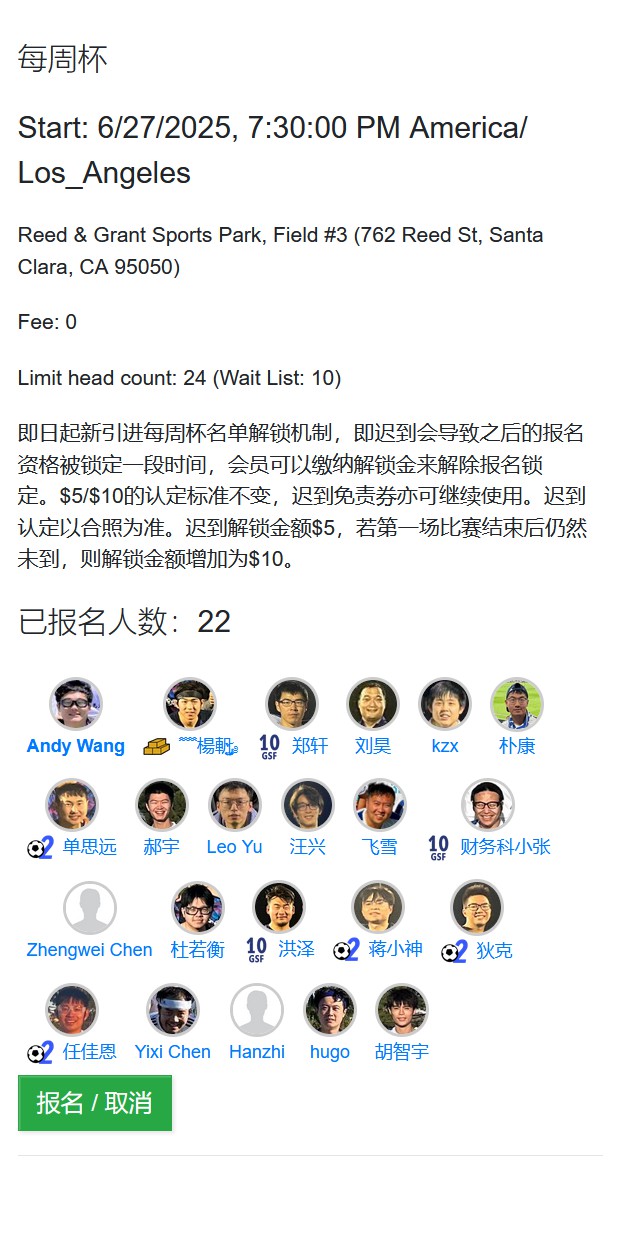 每周杯
Start: 6/27/2025, 7:30:00 PM America/
Los_Angeles
Reed & Grant Sports Park, Field #3 (762 Reed St, Santa
Clara, CA 95050)
Fee: 0
Limit head count: 24 (Wait List: 10)
即日起新引进每周杯名单解锁机制，即迟到会导致之后的报名
资格被锁定一段时间，会员可以缴纳解锁金来解除报名锁
定。$5/$10的认定标准不变，迟到免责券亦可继续使用。迟到
认定以合照为准。迟到解锁金额$5，若第一场比赛结束后仍然
未到，则解锁金额增加为$10。
已报名人数：22
Andy Wang 楊 10 GSF 郑轩 刘昊 kzx 朴康
2 单思远 郝宇 Leo Yu 汪兴 飞雪 10 GSF 财务科小张
Zhengwei Chen 杜若衡 10 GSF 洪泽 2 蒋小神 2 狄克
2 任佳恩 Yixi Chen Hanzhi hugo 胡智宇
报名 / 取消